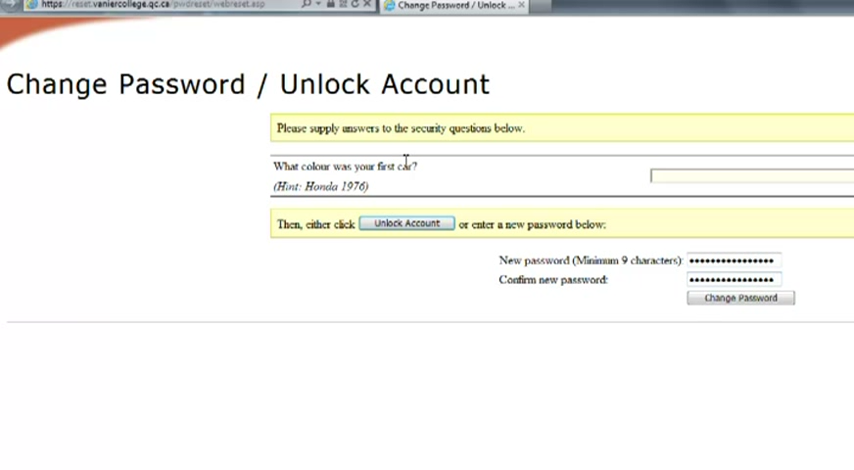 https://reset.vaniercollege.qc.ca/pwdreset/webreset.asp
Change Password / Unlock ...
Change Password / Unlock Account
Please supply answers to the security questions below.
What colour was your first car?
(Hint: Honda 1976)
Then, either click Unlock Account or enter a new password below:
New password (Minimum 9 characters): ••••••••••••••••
Confirm new password: ••••••••••••••••
Change Password